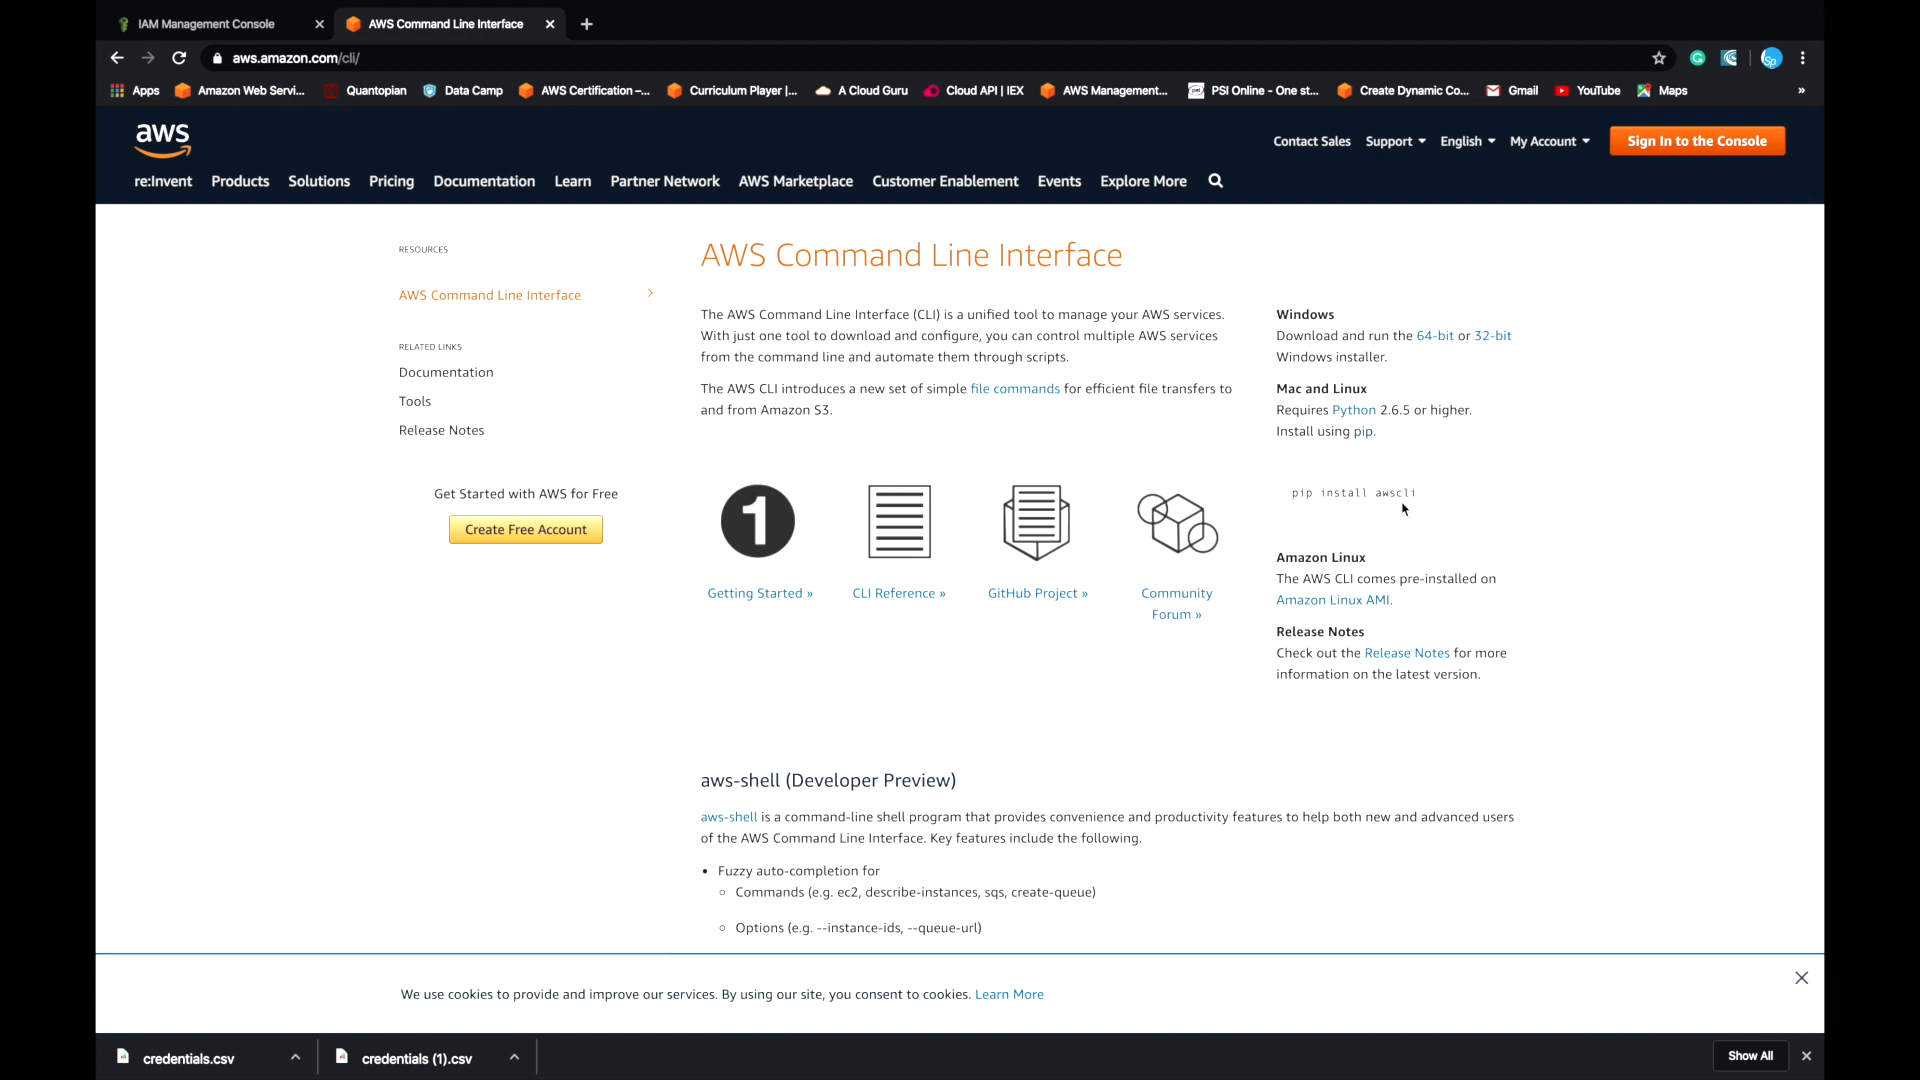 IAM Management Console
AWS Command Line Interface
aws.amazon.com/cli/
Apps
Amazon Web Servi...
Quantopian
Data Camp
AWS Certification –...
Curriculum Player |...
A Cloud Guru
Cloud API | IEX
AWS Management...
PSI Online - One st...
Create Dynamic Co...
Gmail
YouTube
Maps
»
aws
Contact Sales
Support
English
My Account
Sign In to the Console
re:Invent
Products
Solutions
Pricing
Documentation
Learn
Partner Network
AWS Marketplace
Customer Enablement
Events
Explore More
RESOURCES
AWS Command Line Interface
RELATED LINKS
Documentation
Tools
Release Notes
Get Started with AWS for Free
Create Free Account
AWS Command Line Interface
The AWS Command Line Interface (CLI) is a unified tool to manage your AWS services.
With just one tool to download and configure, you can control multiple AWS services
from the command line and automate them through scripts.
The AWS CLI introduces a new set of simple file commands for efficient file transfers to
and from Amazon S3.
1
Getting Started »
CLI Reference »
GitHub Project »
Community
Forum »
Windows
Download and run the 64-bit or 32-bit
Windows installer.
Mac and Linux
Requires Python 2.6.5 or higher.
Install using pip.
pip install awscli
Amazon Linux
The AWS CLI comes pre-installed on
Amazon Linux AMI.
Release Notes
Check out the Release Notes for more
information on the latest version.
aws-shell (Developer Preview)
aws-shell is a command-line shell program that provides convenience and productivity features to help both new and advanced users
of the AWS Command Line Interface. Key features include the following.
• Fuzzy auto-completion for
○ Commands (e.g. ec2, describe-instances, sqs, create-queue)
○ Options (e.g. --instance-ids, --queue-url)
We use cookies to provide and improve our services. By using our site, you consent to cookies. Learn More
credentials.csv
credentials (1).csv
Show All